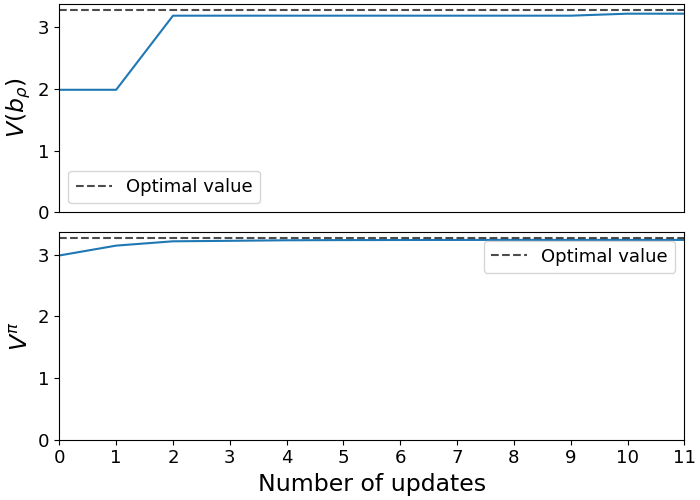 3
2
1
0
V(b_ρ)
Optimal value
3
2
1
0
V^π
Optimal value
0 1 2 3 4 5 6 7 8 9 10 11
Number of updates